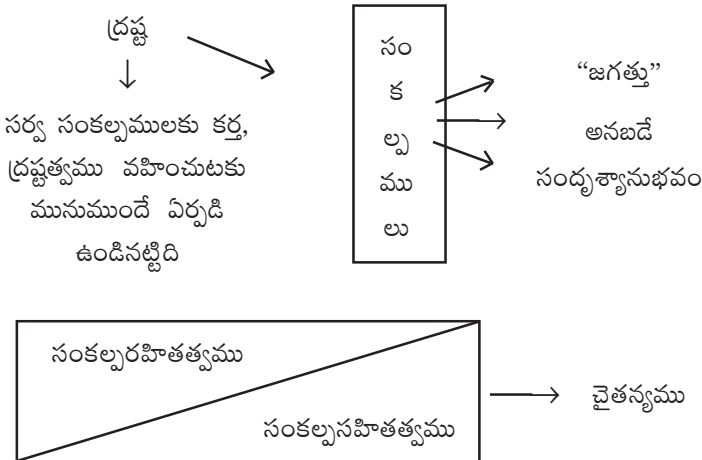 ద్రష్ట
సర్వ సంకల్పములకు కర్త,
ద్రష్టత్వము వహించుటకు
మునుముందే ఏర్పడి
ఉండినట్టిది
సం
క
ల్ప
ము
లు
“జగత్తు”
అనబడే
సందృశ్యానుభవం
సంకల్పరహితత్వము
సంకల్పసహితత్వము
చైతన్యము